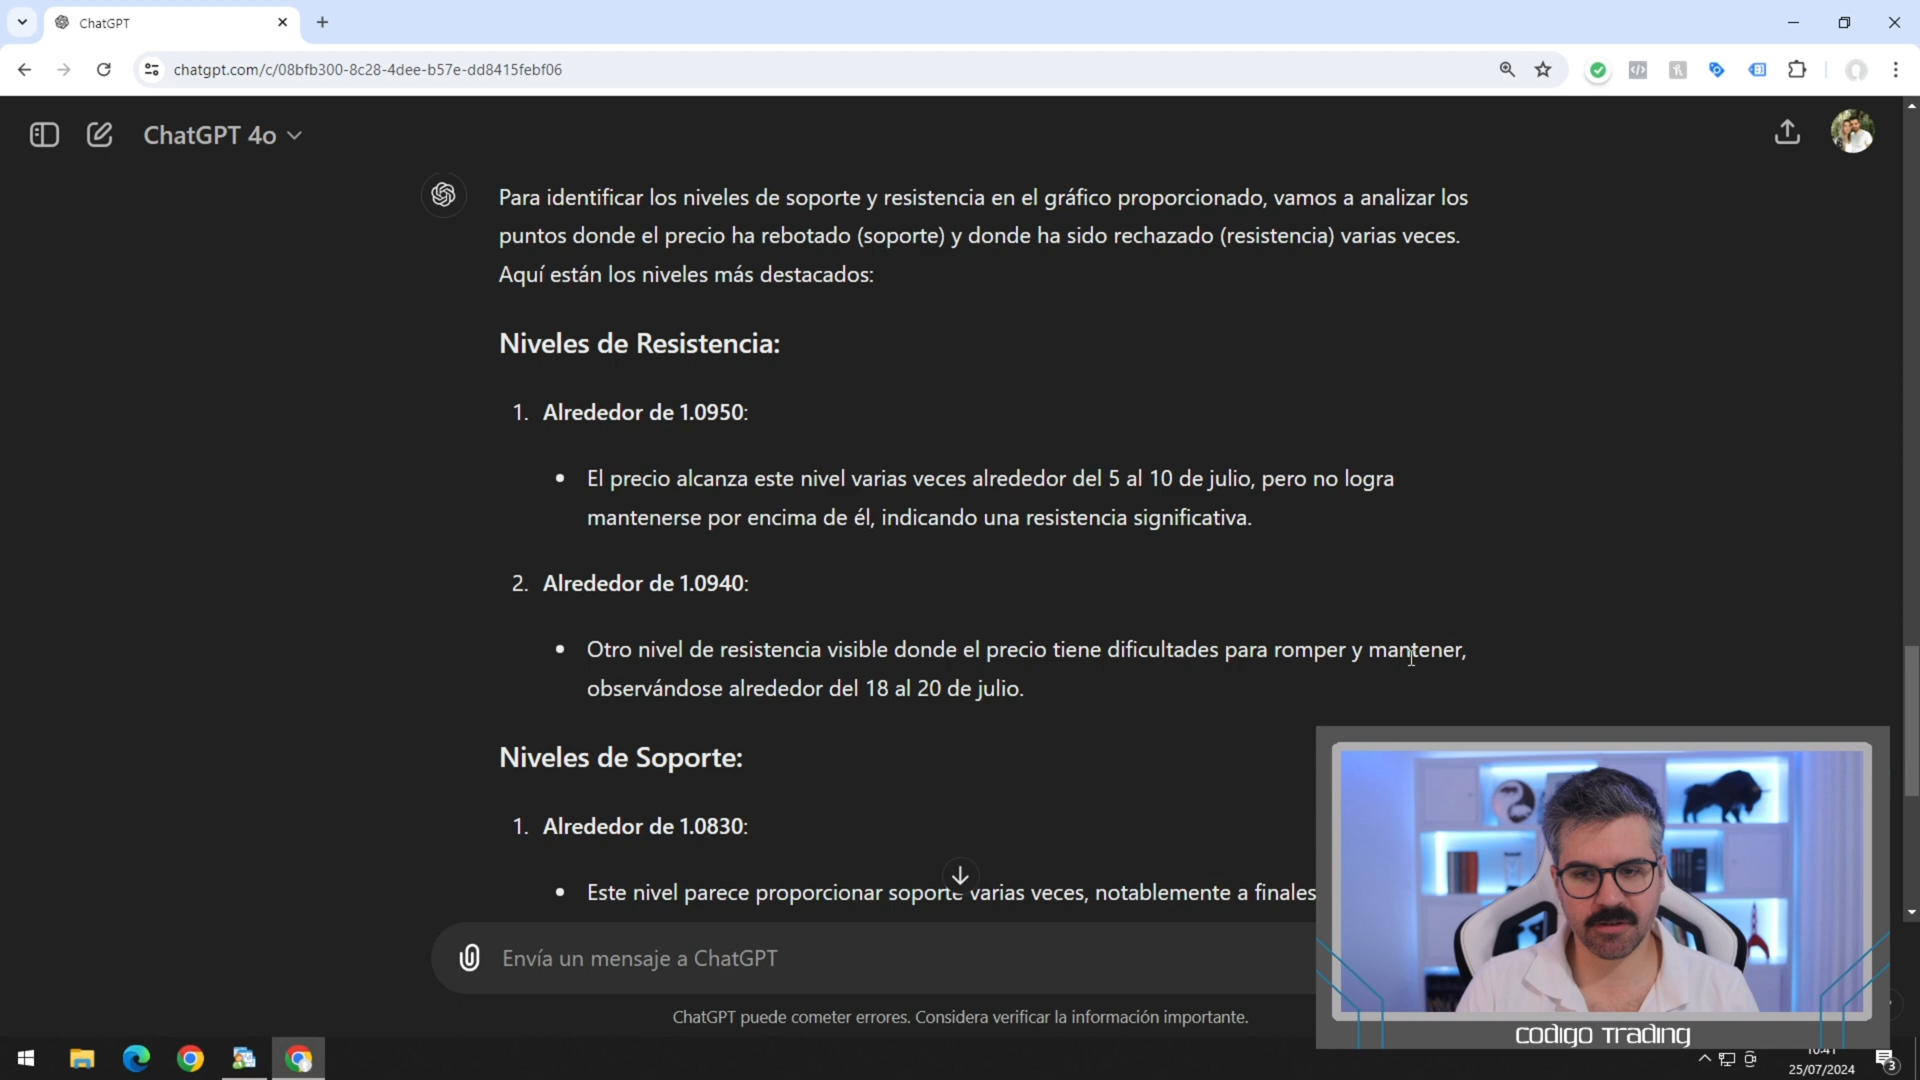 ChatGPT
chatgpt.com/c/08bfb300-8c28-4dee-b57e-dd8415febf06
ChatGPT 4o
Para identificar los niveles de soporte y resistencia en el gráfico proporcionado, vamos a analizar los
puntos donde el precio ha rebotado (soporte) y donde ha sido rechazado (resistencia) varias veces.
Aquí están los niveles más destacados:
Niveles de Resistencia:
1. Alrededor de 1.0950:
• El precio alcanza este nivel varias veces alrededor del 5 al 10 de julio, pero no logra
mantenerse por encima de él, indicando una resistencia significativa.
2. Alrededor de 1.0940:
• Otro nivel de resistencia visible donde el precio tiene dificultades para romper y mantener,
observándose alrededor del 18 al 20 de julio.
Niveles de Soporte:
1. Alrededor de 1.0830:
• Este nivel parece proporcionar soporte varias veces, notablemente a finales
Envía un mensaje a ChatGPT
ChatGPT puede cometer errores. Considera verificar la información importante.
CODIGO TRADING
25/07/2024
3